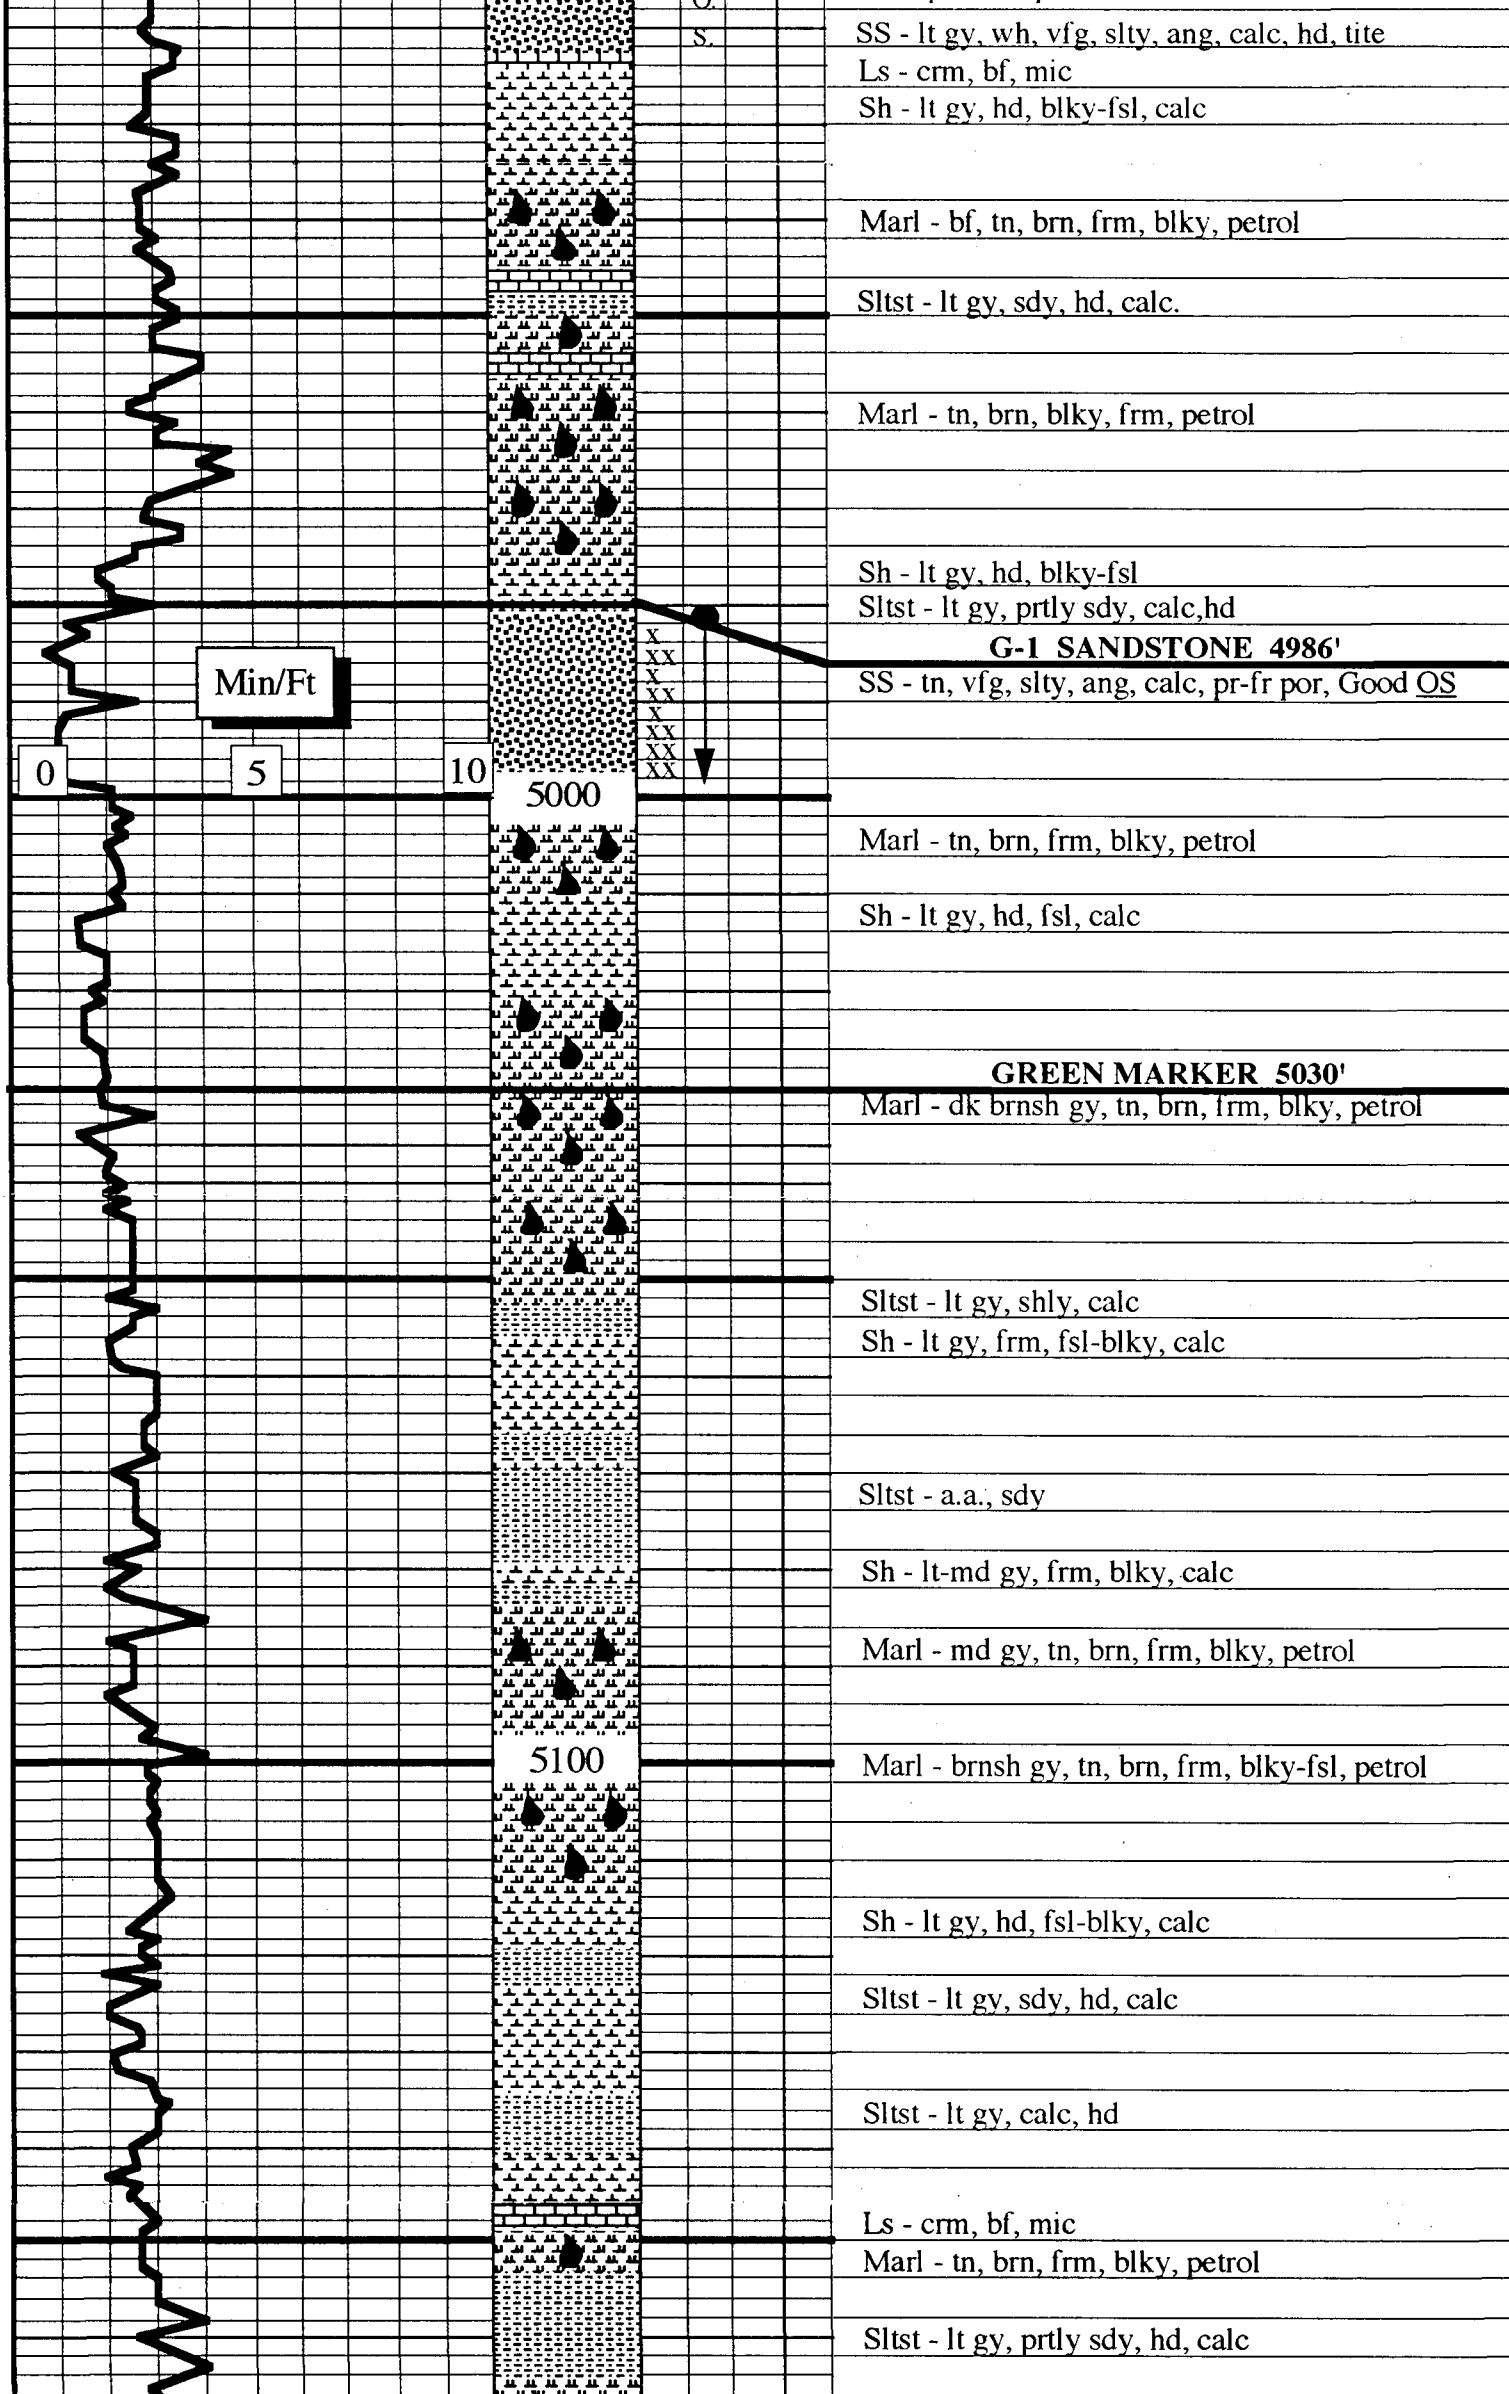 O.
S.
SS - lt gy, wh, vfg, slty, ang, calc, hd, tite
Ls - crm, bf, mic
Sh - lt gy, hd, blky-fsl, calc
Marl - bf, tn, brn, frm, blky, petrol
Sltst - lt gy, sdy, hd, calc.
Marl - tn, brn, blky, frm, petrol
Sh - lt gy, hd, blky-fsl
Sltst - lt gy, prtly sdy, calc,hd
x
G-1 SANDSTONE 4986'
xx
Min/Ft
x
SS - tn, vfg, slty, ang, calc, pr-fr por, Good OS
xx
x
xx
xx
0
5
10
xx
5000
Marl - tn, brn, frm, blky, petrol
Sh - lt gy, hd, fsl, calc
GREEN MARKER 5030'
Marl - dk brnsh gy, tn, brn, frm, blky, petrol
Sltst - lt gy, shly, calc
Sh - lt gy, frm, fsl-blky, calc
Sltst - a.a., sdy
Sh - lt-md gy, frm, blky, calc
Marl - md gy, tn, brn, frm, blky, petrol
5100
Marl - brnsh gy, tn, brn, frm, blky-fsl, petrol
Sh - lt gy, hd, fsl-blky, calc
Sltst - lt gy, sdy, hd, calc
Sltst - lt gy, calc, hd
Ls - crm, bf, mic
Marl - tn, brn, frm, blky, petrol
Sltst - lt gy, prtly sdy, hd, calc